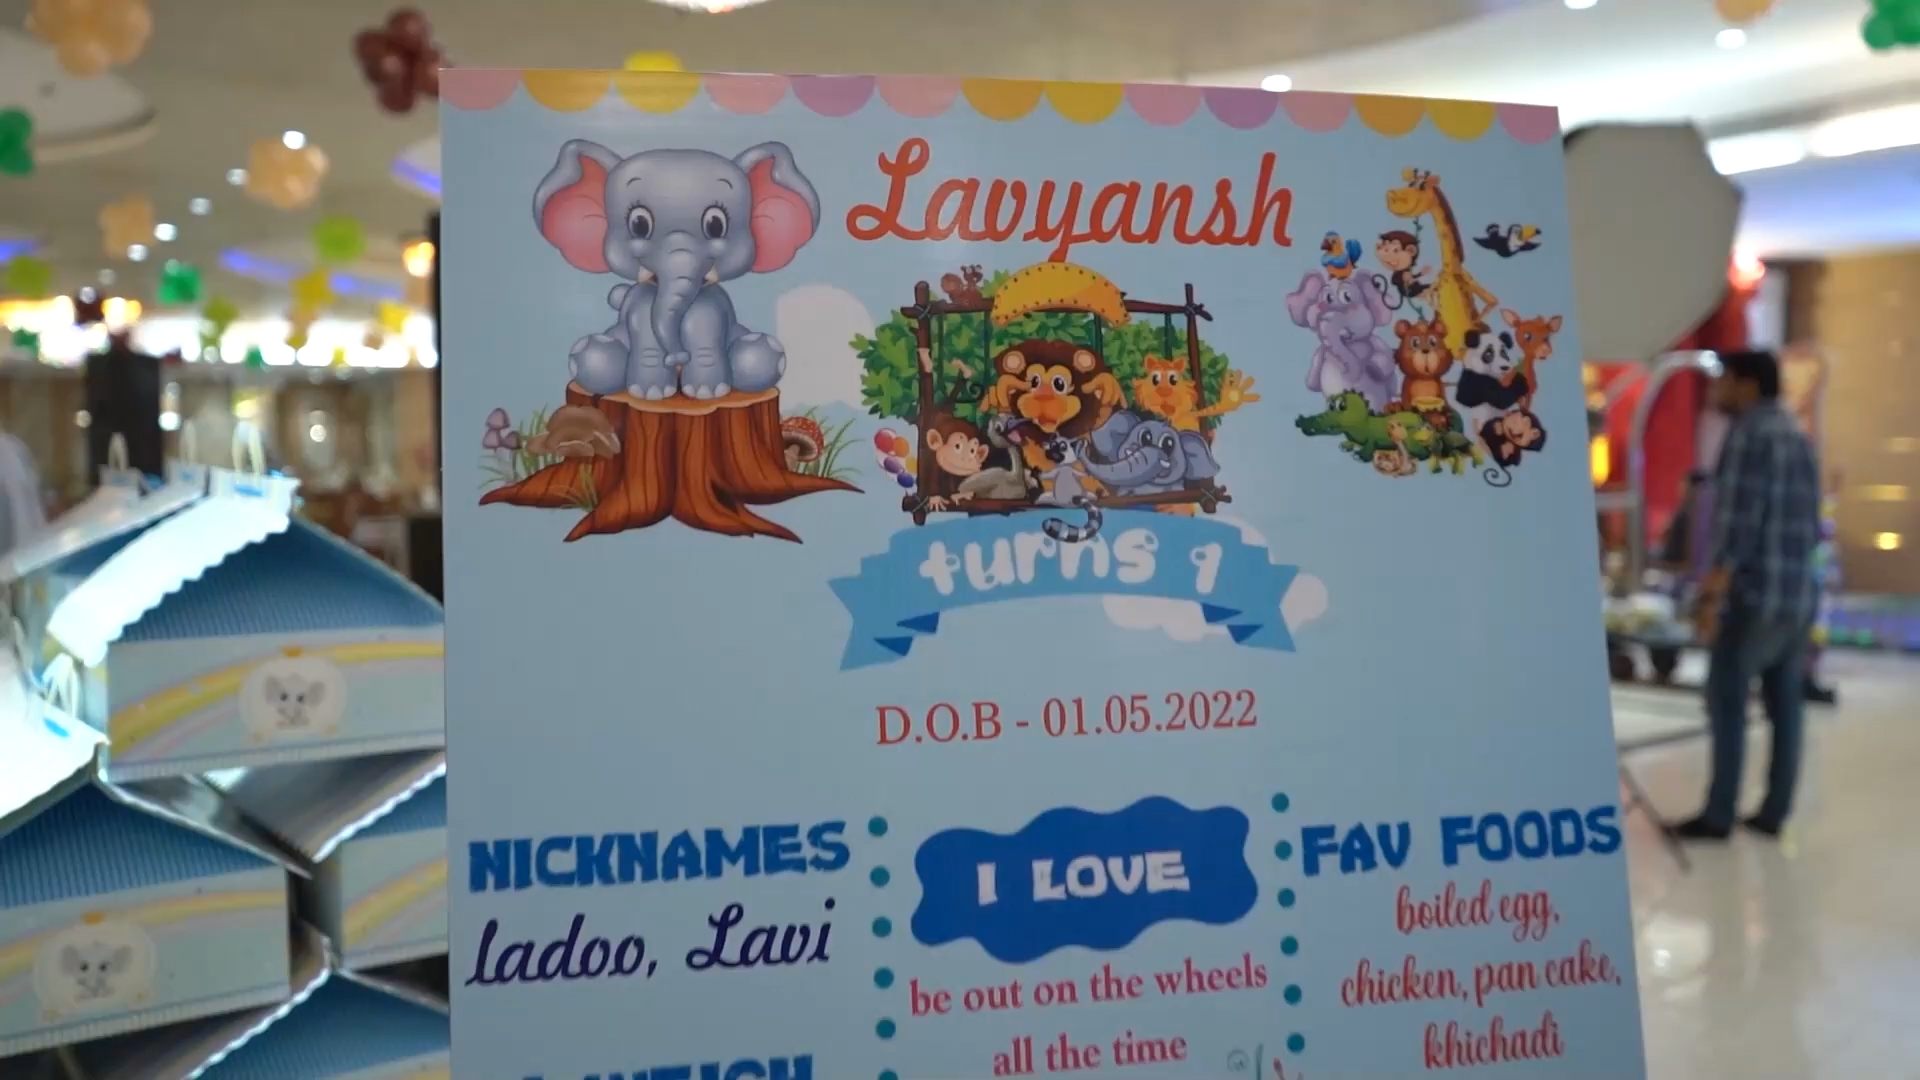 Lavyansh
turns 1
D.O.B - 01.05.2022
NICKNAMES
ladoo, Lavi
I LOVE
be out on the wheels
all the time
FAV FOODS
boiled egg,
chicken, pan cake,
khichadi